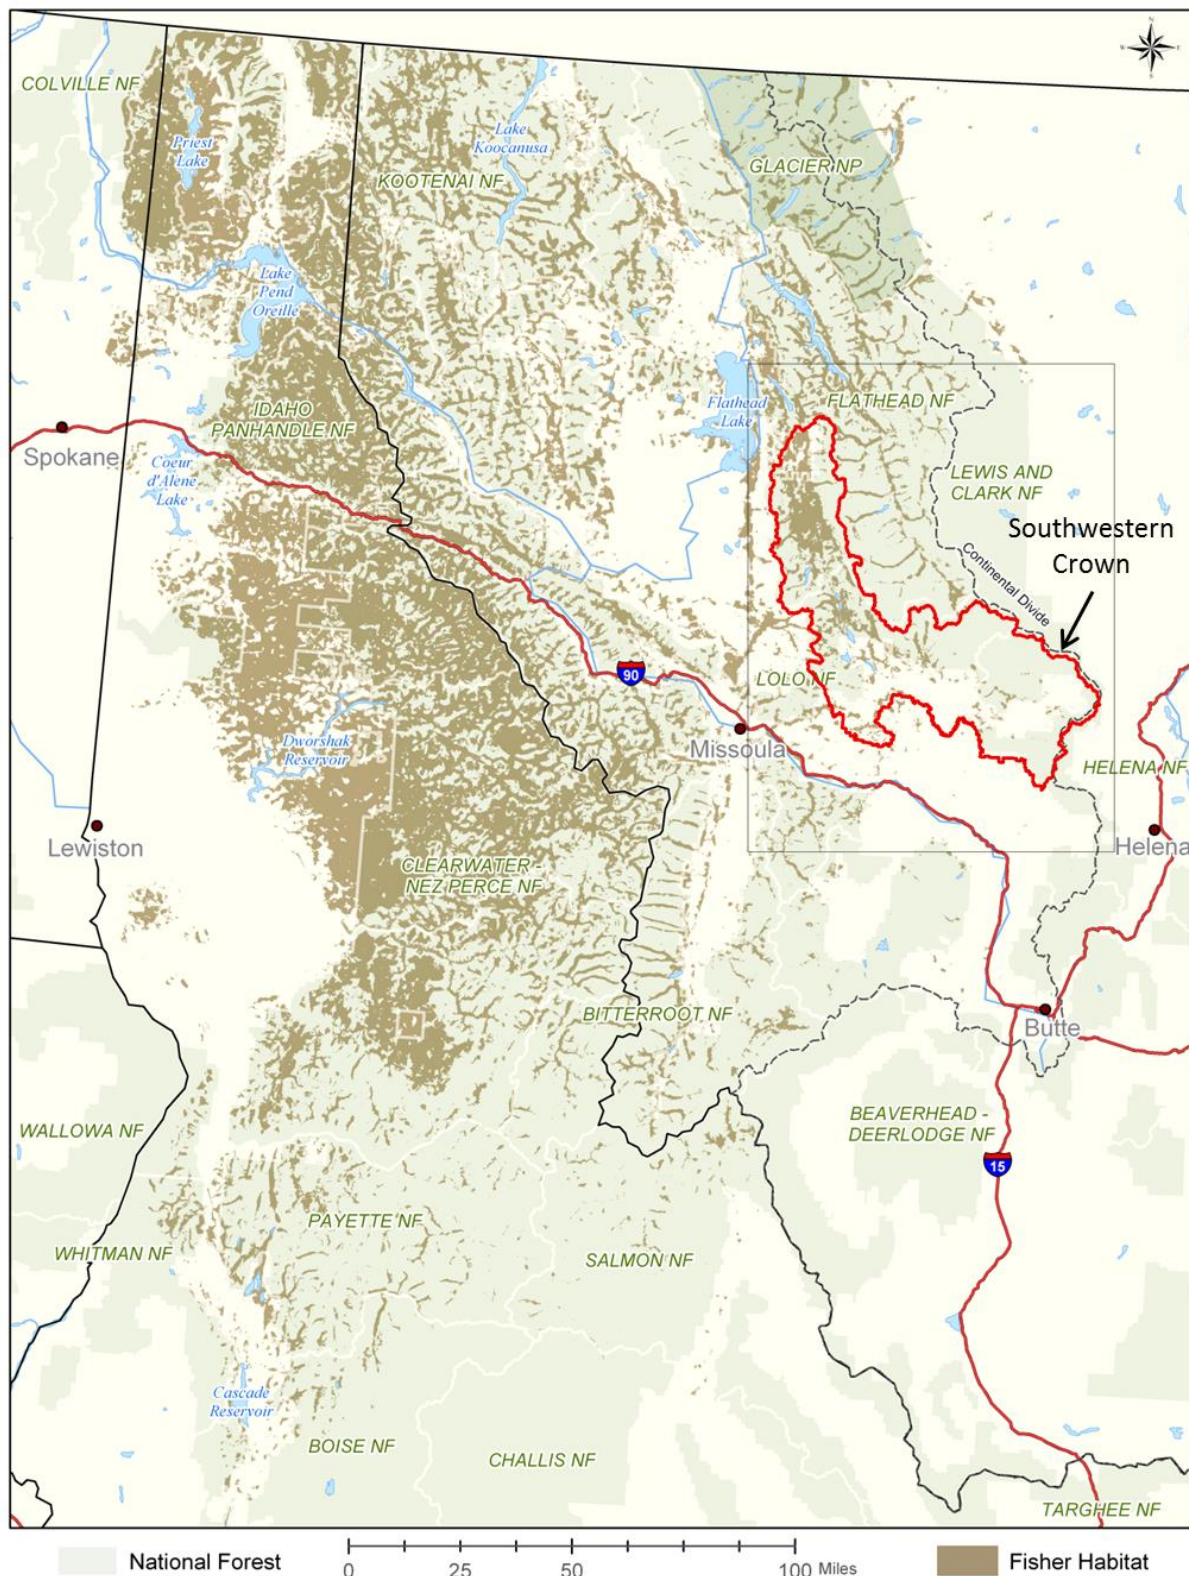 N
W
E
S
COLVILLE NF
Priest
Lake
Lake
Koocanusa
KOOTENAI NF
GLACIER NP
Lake
Pend
Oreille
Flathead
Lake
FLATHEAD NF
IDAHO
PANHANDLE NF
Spokane
Coeur
d'Alene
Lake
LEWIS AND
CLARK NF
Southwestern
Crown
Continental Divide
90
LOLO NF
Missoula
Dworshak
Reservoir
HELENA NF
Lewiston
Helena
CLEARWATER -
NEZ PERCE NF
BITTERROOT NF
Butte
WALLOWA NF
BEAVERHEAD -
DEERLODGE NF
15
PAYETTE NF
WHITMAN NF
SALMON NF
Cascade
Reservoir
BOISE NF
CHALLIS NF
TARGHEE NF
National Forest
0 25 50 100 Miles
Fisher Habitat